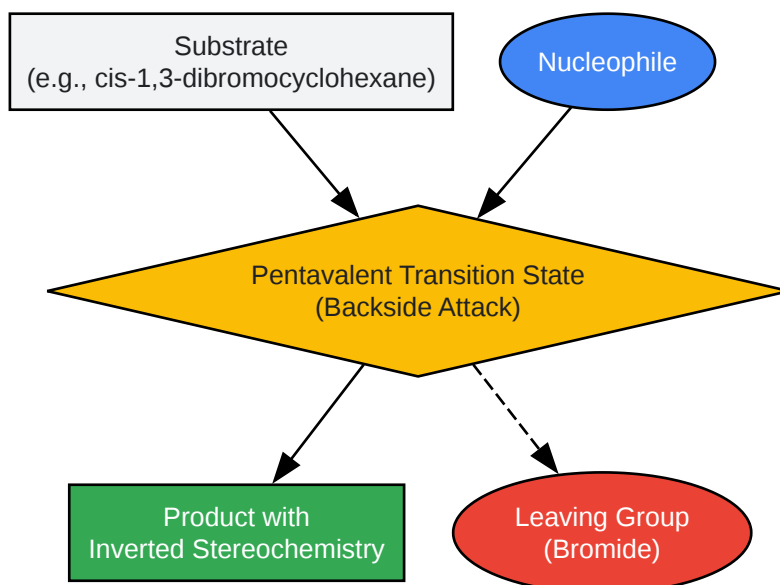 Substrate
(e.g., cis-1,3-dibromocyclohexane)
Nucleophile
Pentavalent Transition State
(Backside Attack)
Product with
Inverted Stereochemistry
Leaving Group
(Bromide)